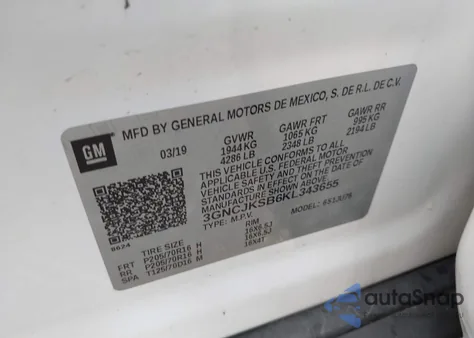 MFD BY GENERAL MOTORS DE MEXICO, S. DE R.L. DE C.V.
GM
03/19
GVWR GAWR FRT GAWR RR
1944 KG 1065 KG 995 KG
4286 LB 2348 LB 2194 LB
THIS VEHICLE CONFORMS TO ALL
APPLICABLE U.S. FEDERAL MOTOR
VEHICLE SAFETY AND THEFT PREVENTION
STANDARDS IN EFFECT ON THE DATE OF
MANUFACTURE SHOWN ABOVE.
3GNCJKSB6KL343655
TYPE: M.P.V. MODEL:
TIRE SIZE RIM
FRT P205/70R16 H 16X6.5J
RR P205/70R16 H 16X6.5J
SPA T125/70D16 M 16X4T
autoSnap